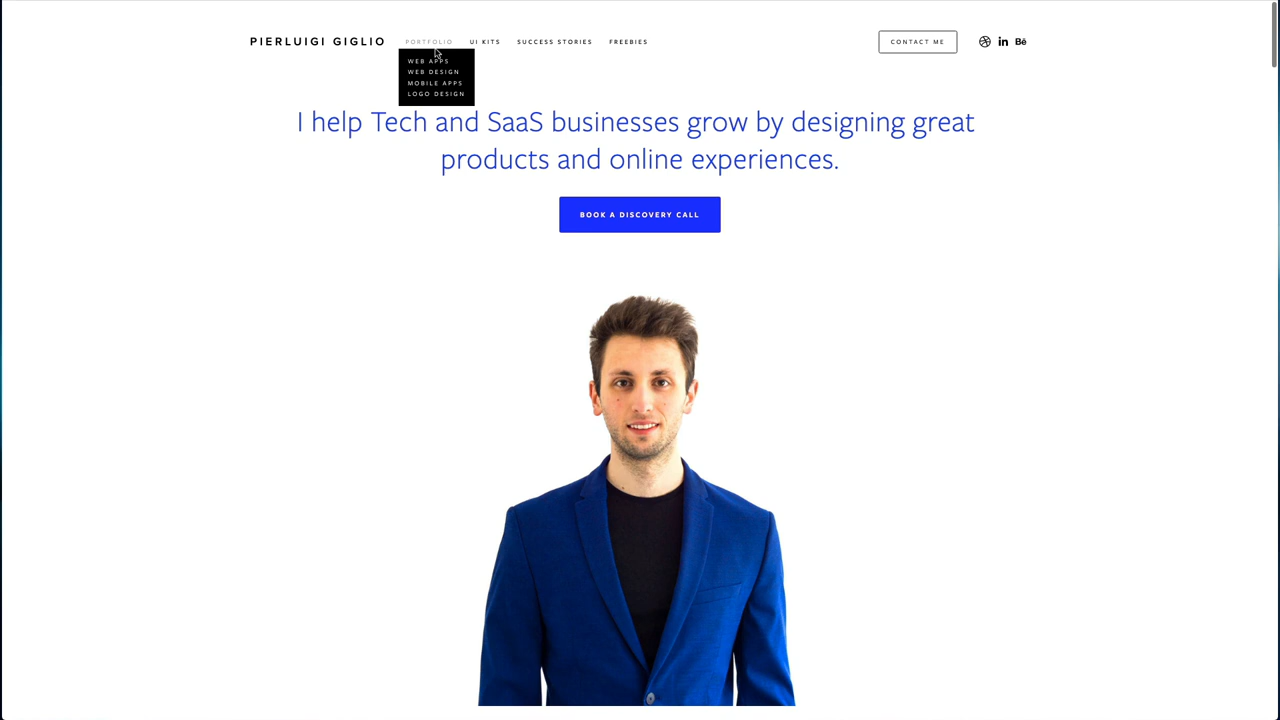 PIERLUIGI GIGLIO
PORTFOLIO
UI KITS
SUCCESS STORIES
FREEBIES
CONTACT ME
Bē
WEB APPS
WEB DESIGN
MOBILE APPS
LOGO DESIGN
I help Tech and SaaS businesses grow by designing great
products and online experiences.
BOOK A DISCOVERY CALL